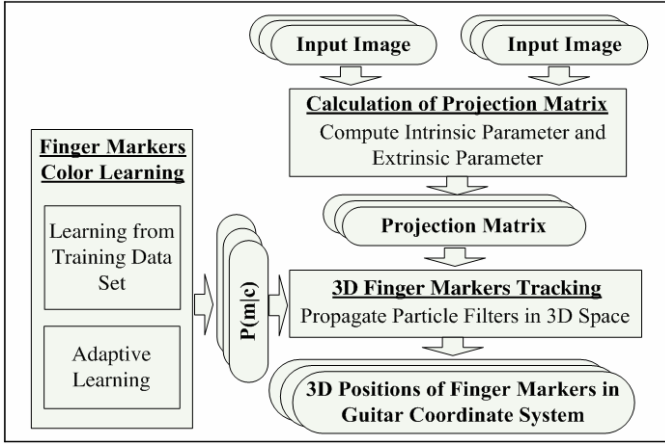 Input Image
Input Image
Calculation of Projection Matrix
Compute Intrinsic Parameter and
Extrinsic Parameter
Finger Markers
Color Learning
Learning from
Training Data
Set
Adaptive
Learning
P(m|c)
Projection Matrix
3D Finger Markers Tracking
Propagate Particle Filters in 3D Space
3D Positions of Finger Markers in
Guitar Coordinate System